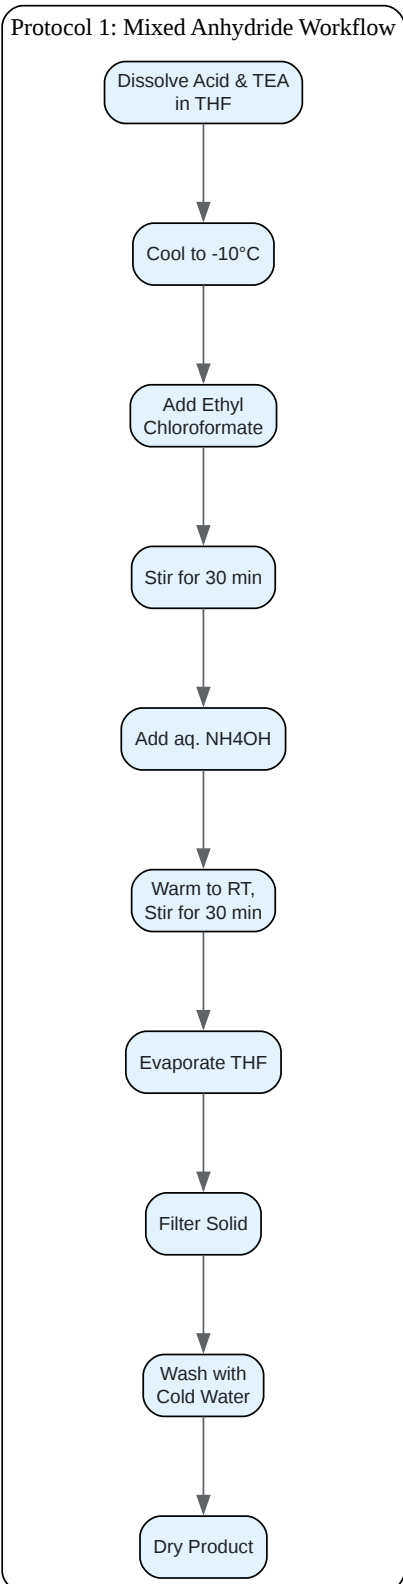 Protocol 1: Mixed Anhydride Workflow
Dissolve Acid & TEA
in THF
Cool to -10°C
Add Ethyl
Chloroformate
Stir for 30 min
Add aq. NH4OH
Warm to RT,
Stir for 30 min
Evaporate THF
Filter Solid
Wash with
Cold Water
Dry Product